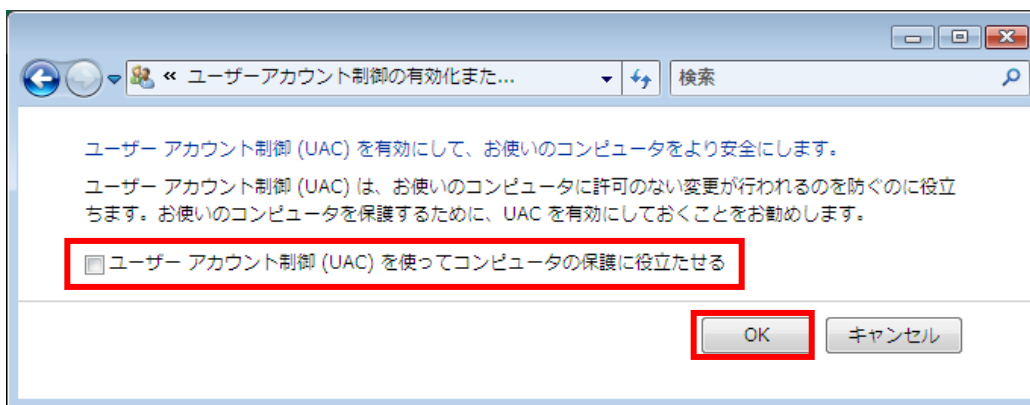 « ユーザーアカウント制御の有効化また...
検索
ユーザー アカウント制御 (UAC) を有効にして、お使いのコンピュータをより安全にします。
ユーザー アカウント制御 (UAC) は、お使いのコンピュータに許可のない変更が行われるのを防ぐのに役立
ちます。お使いのコンピュータを保護するために、UAC を有効にしておくことをお勧めします。
ユーザー アカウント制御 (UAC) を使ってコンピュータの保護に役立たせる
OK
キャンセル